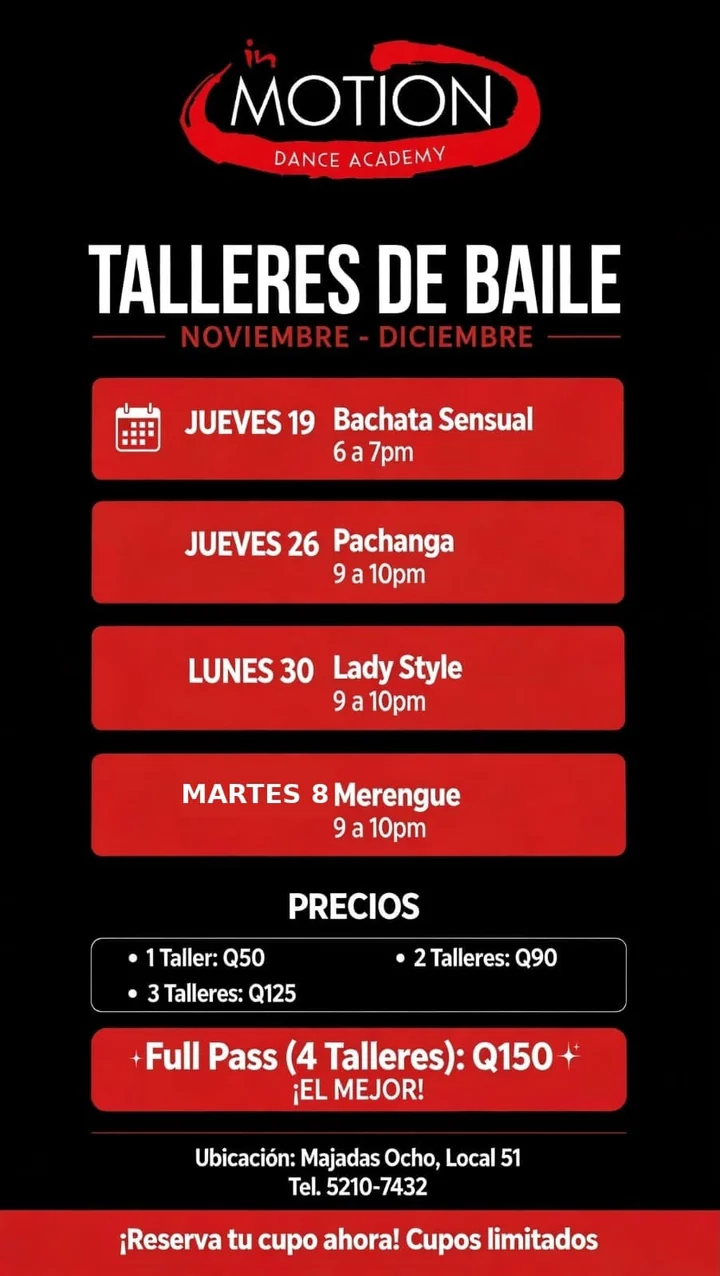 in
MOTION
DANCE ACADEMY
TALLERES DE BAILE
NOVIEMBRE - DICIEMBRE
JUEVES 19 Bachata Sensual
6 a 7pm
JUEVES 26 Pachanga
9 a 10pm
LUNES 30 Lady Style
9 a 10pm
MARTES 8 Merengue
9 a 10pm
PRECIOS
• 1 Taller: Q50 • 2 Talleres: Q90
• 3 Talleres: Q125
Full Pass (4 Talleres): Q150
¡EL MEJOR!
Ubicación: Majadas Ocho, Local 51
Tel. 5210-7432
¡Reserva tu cupo ahora! Cupos limitados